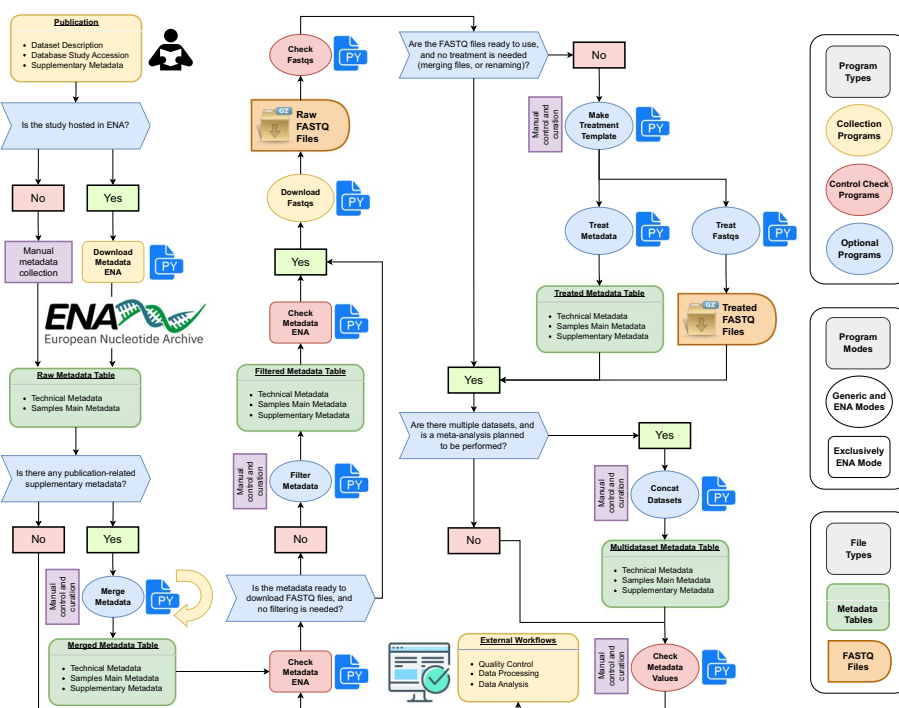 Publication
Dataset Description
Database Study Accession
Supplementary Metadata
Is the study hosted in ENA?
No
Yes
Manual
metadata
collection
Download
Metadata
ENA
PY
ENA
European Nucleotide Archive
Raw Metadata Table
Technical Metadata
Samples Main Metadata
Supplementary Metadata
Is there any publication-related
supplementary metadata?
No
Yes
Manual
control and
curation
Merge
Metadata
PY
Merged Metadata Table
Technical Metadata
Samples Main Metadata
Supplementary Metadata
Check
Fastqs
PY
GZ
Raw
FASTQ
Files
Download
Fastqs
PY
Yes
Check
Metadata
ENA
PY
Filtered Metadata Table
Technical Metadata
Samples Main Metadata
Supplementary Metadata
Manual
control and
curation
Filter
Metadata
PY
No
Is the metadata ready to
download FASTQ files, and
no filtering is needed?
Check
Metadata
ENA
PY
Are the FASTQ files ready to use,
and no treatment is needed
(merging files, or renaming)?
No
Manual
control and
curation
Make
Treatment
Template
PY
Treat
Metadata
PY
Treat
Fastqs
PY
Treated Metadata Table
Technical Metadata
Samples Main Metadata
Supplementary Metadata
GZ
Treated
FASTQ
Files
Yes
Are there multiple datasets, and
is a meta-analysis planned
to be performed?
Yes
Manual
control and
curation
Concat
Datasets
PY
No
Multidataset Metadata Table
Technical Metadata
Samples Main Metadata
Supplementary Metadata
External Workflows
Quality Control
Data Processing
Data Analysis
Manual
control and
curation
Check
Metadata
Values
PY
Program
Types
Collection
Programs
Control Check
Programs
Optional
Programs
Program
Modes
Generic and
ENA Modes
Exclusively
ENA Mode
File
Types
Metadata
Tables
FASTQ
Files